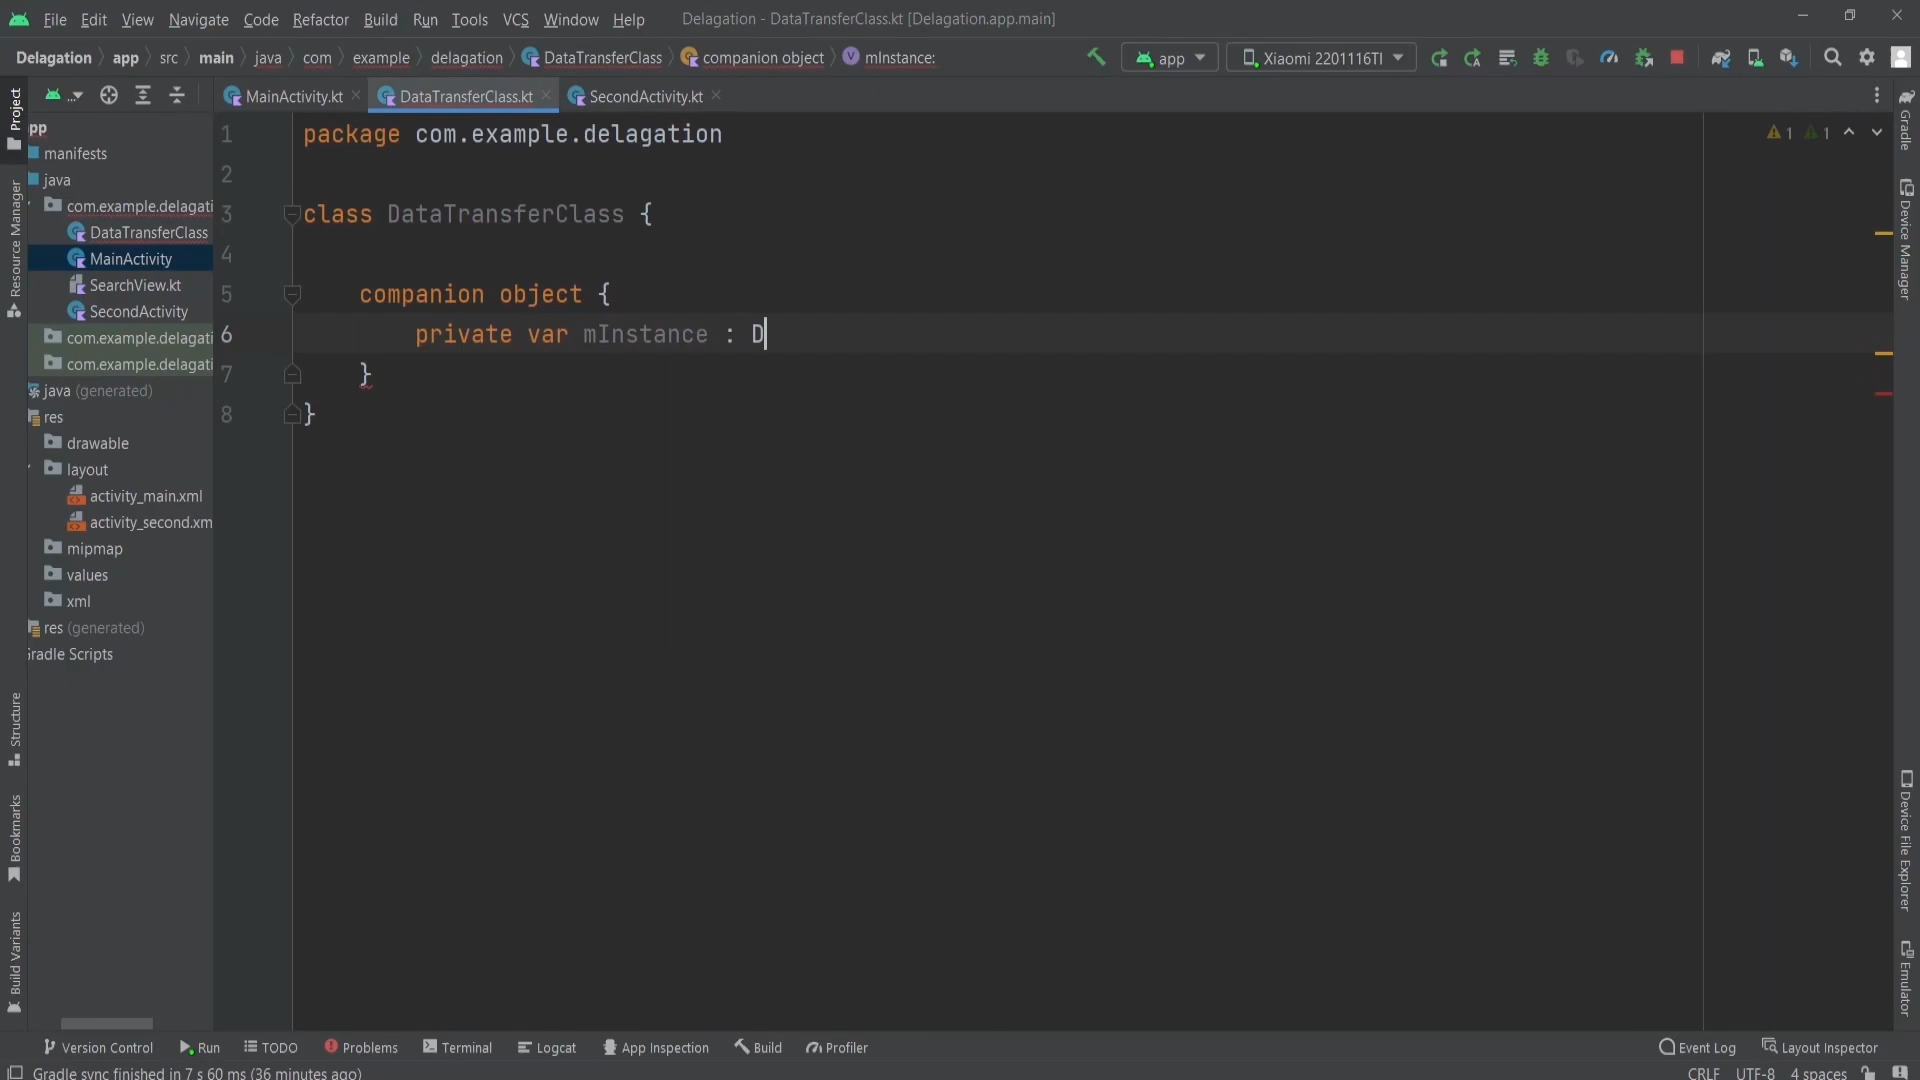 File Edit View Navigate Code Refactor Build Run Tools VCS Window Help Delagation - DataTransferClass.kt [Delagation.app.main]
Delagation app src main java com example delagation DataTransferClass companion object mInstance: app Xiaomi 2201116TI
... MainActivity.kt DataTransferClass.kt SecondActivity.kt
Project
Resource Manager
Structure
Bookmarks
Build Variants
pp
manifests
java
com.example.delagati
DataTransferClass
MainActivity
SearchView.kt
SecondActivity
com.example.delagati
com.example.delagati
java (generated)
res
drawable
layout
activity_main.xml
activity_second.xm
mipmap
values
xml
res (generated)
Gradle Scripts
1 package com.example.delagation
2
3 class DataTransferClass {
4
5 companion object {
6 private var mInstance : D
7 }
8 }
1 1
Gradle
Device Manager
Device File Explorer
Emulator
Version Control Run TODO Problems Terminal Logcat App Inspection Build Profiler Event Log Layout Inspector
Gradle sync finished in 7 s 60 ms (36 minutes ago) CRLF UTF-8 4 spaces